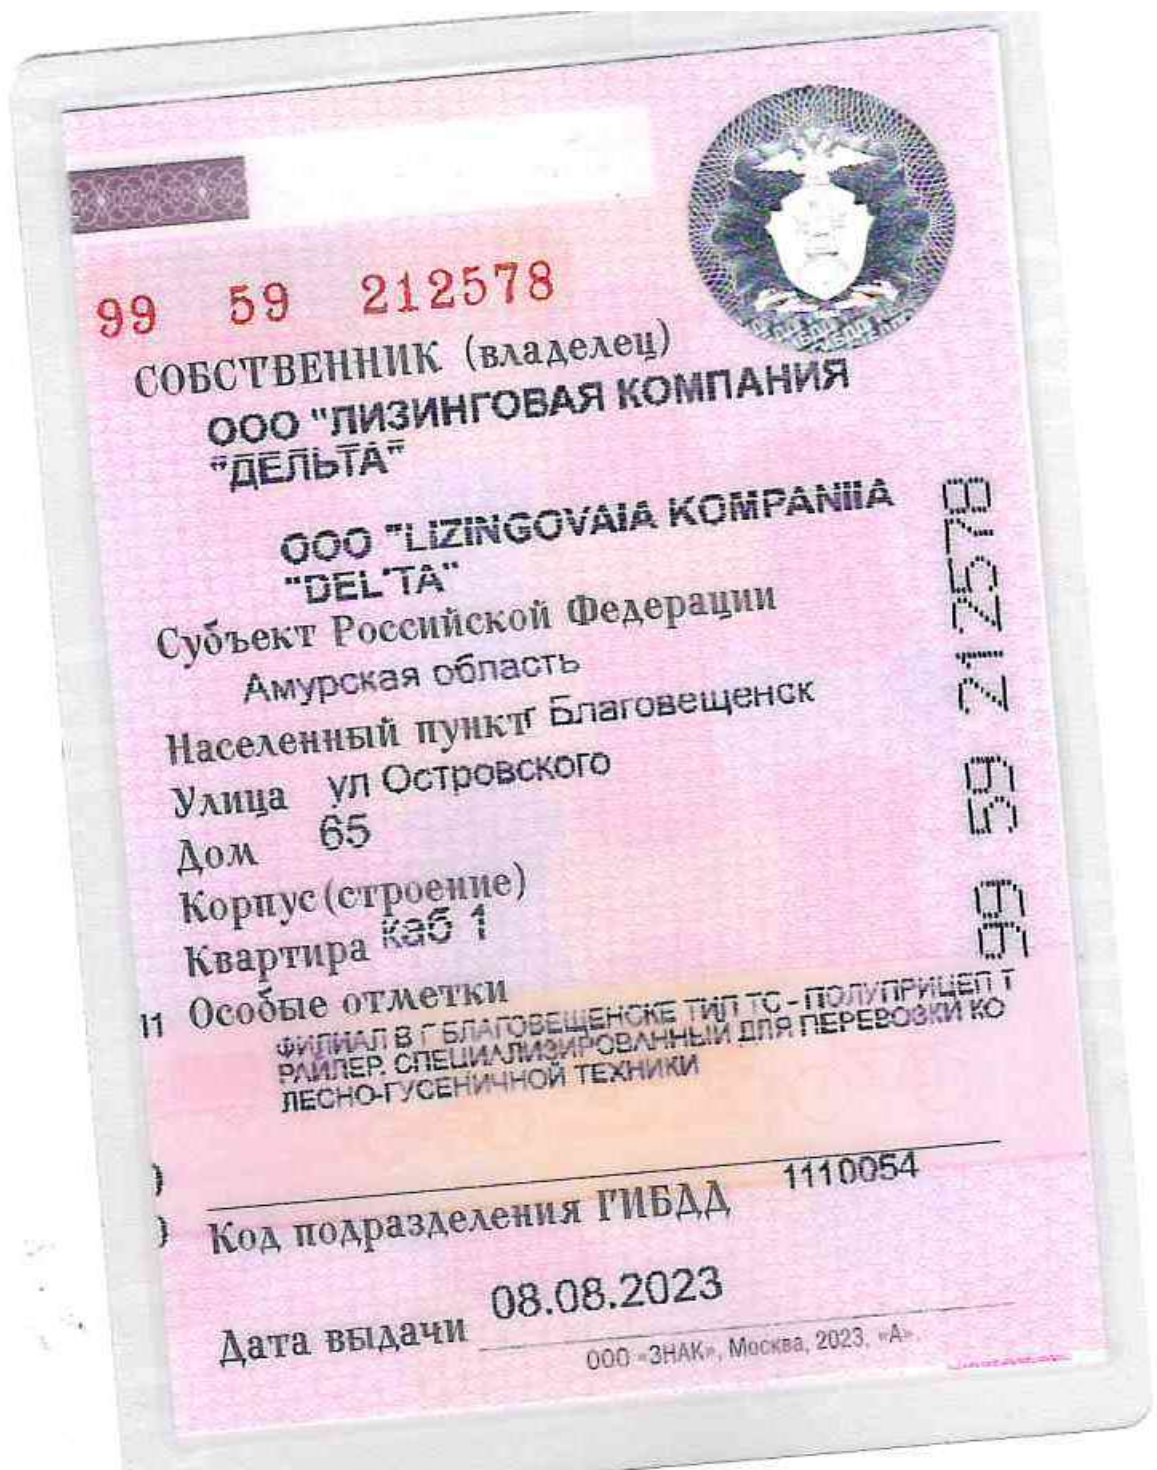 99 59 212578
СОБСТВЕННИК (владелец)
ООО "ЛИЗИНГОВАЯ КОМПАНИЯ
"ДЕЛЬТА"
OOO "LIZINGOVAIA KOMPANIIA
"DEL'TA"
Субъект Российской Федерации
Амурская область
Населенный пункт г Благовещенск
Улица ул Островского
Дом 65
Корпус (строение)
Квартира каб 1
Особые отметки
ФИЛИАЛ В Г БЛАГОВЕЩЕНСКЕ ТИП ТС - ПОЛУПРИЦЕП Т
РАЙЛЕР. СПЕЦИАЛИЗИРОВАННЫЙ ДЛЯ ПЕРЕВОЗКИ КО
ЛЕСНО-ГУСЕНИЧНОЙ ТЕХНИКИ
Код подразделения ГИБДД 1110054
Дата выдачи 08.08.2023
ООО «ЗНАК», Москва, 2023, «А».
99 59 212578